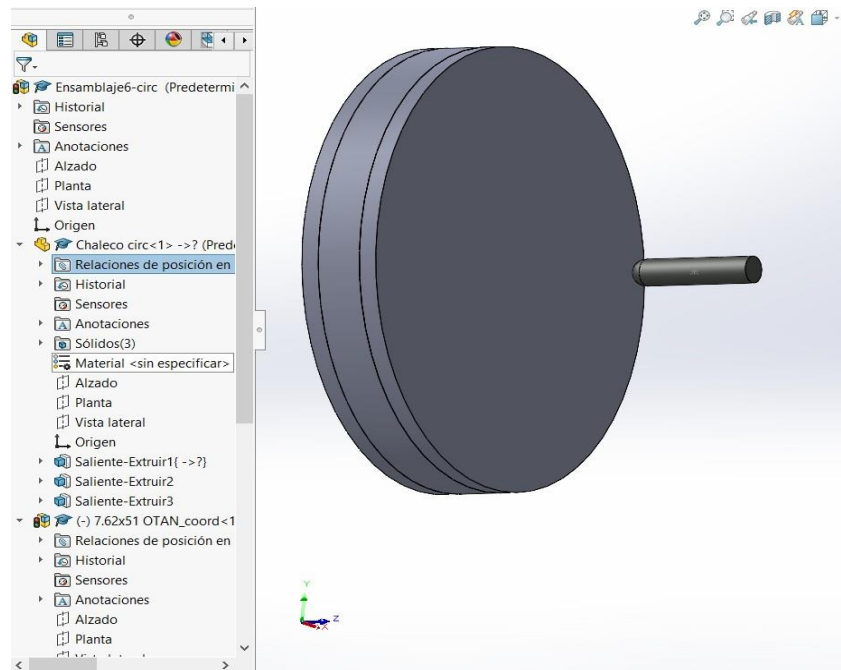 Ensamblaje6-circ (Predetermi
Historial
Sensores
Anotaciones
Alzado
Planta
Vista lateral
Origen
Chaleco circ<1> ->? (Pred
Relaciones de posición en
Historial
Sensores
Anotaciones
Sólidos(3)
Material <sin especificar>
Alzado
Planta
Vista lateral
Origen
Saliente-Extruir1{ ->?}
Saliente-Extruir2
Saliente-Extruir3
(-) 7.62x51 OTAN_coord<1
Relaciones de posición en
Historial
Sensores
Anotaciones
Alzado
Planta
Y
Z
X